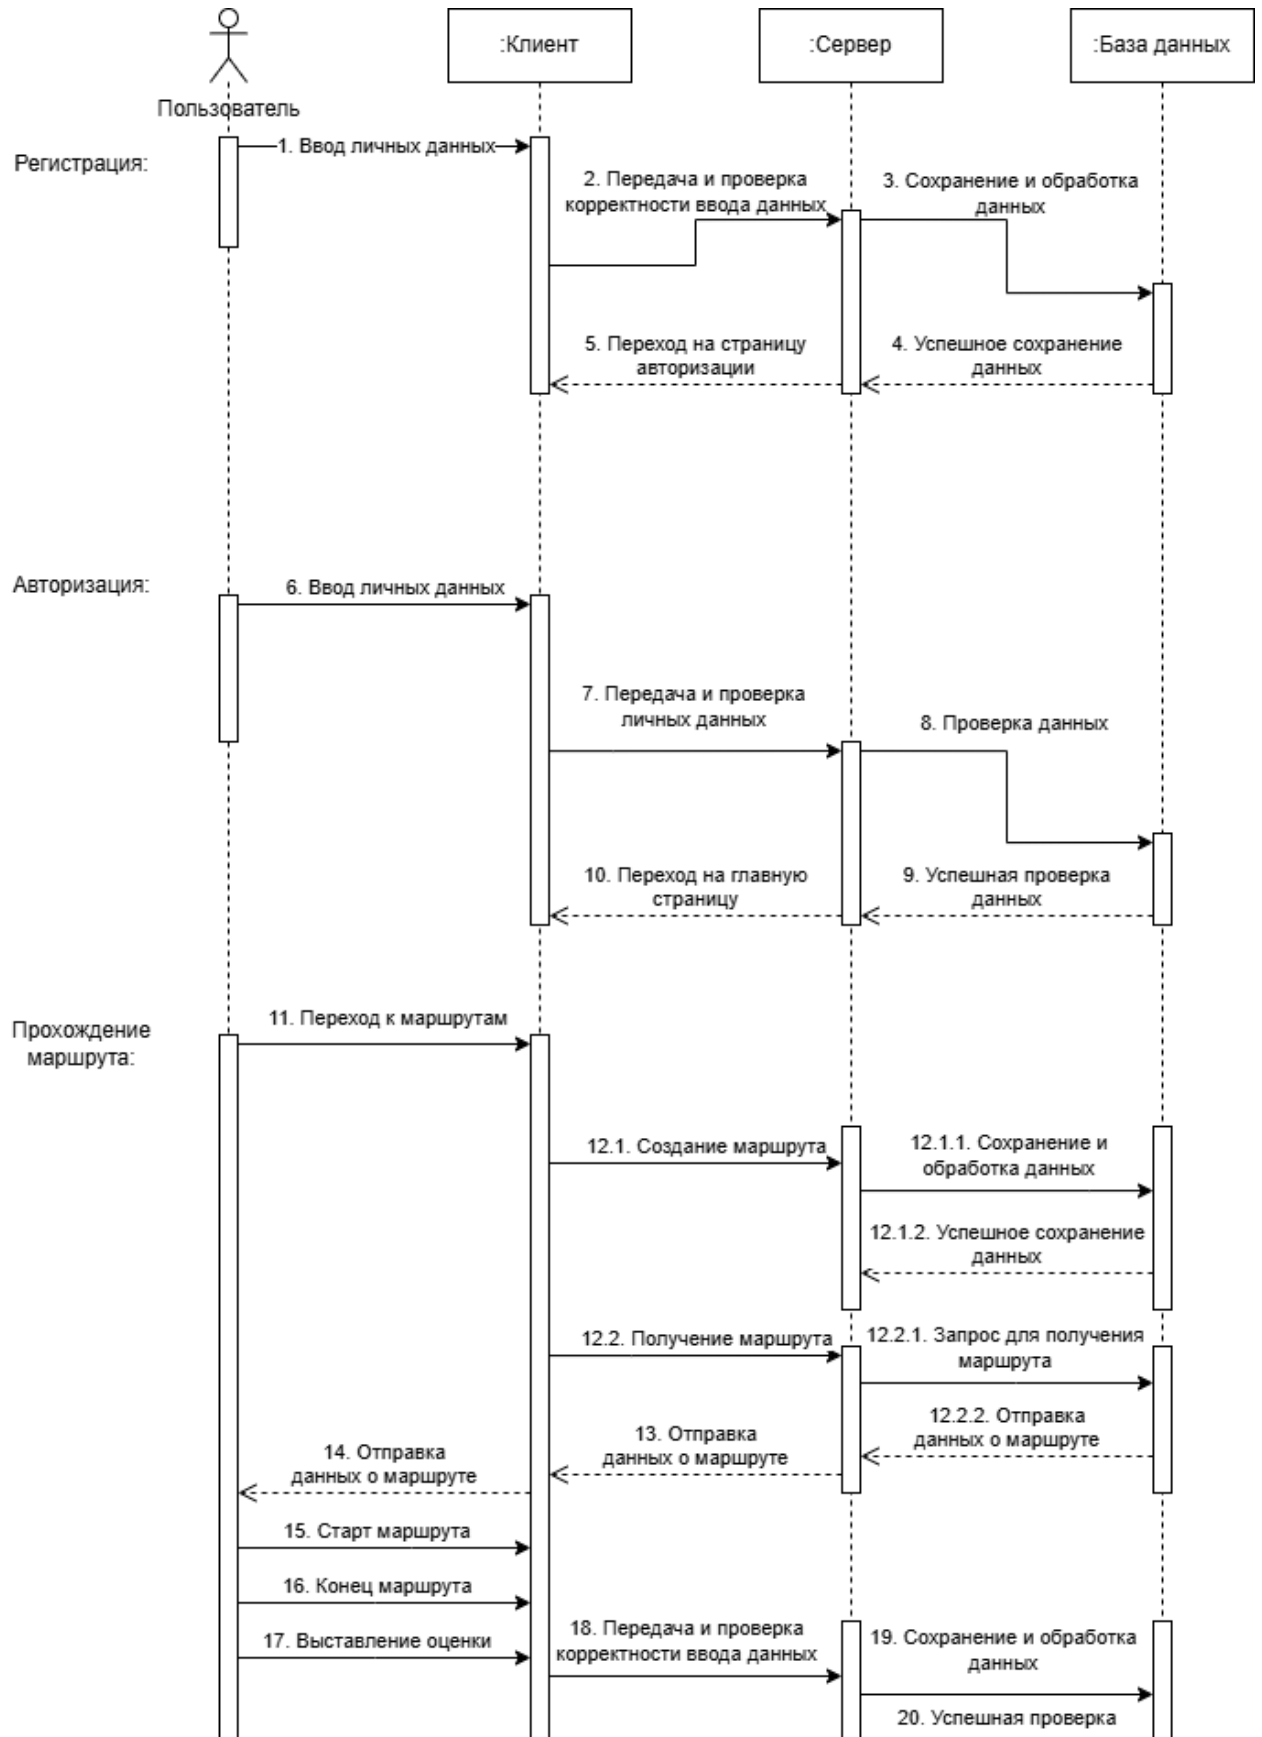 :Клиент
:Сервер
:База данных
Пользователь
Регистрация:
1. Ввод личных данных
2. Передача и проверка
корректности ввода данных
3. Сохранение и обработка
данных
5. Переход на страницу
авторизации
4. Успешное сохранение
данных
Авторизация:
6. Ввод личных данных
7. Передача и проверка
личных данных
8. Проверка данных
10. Переход на главную
страницу
9. Успешная проверка
данных
Прохождение
маршрута:
11. Переход к маршрутам
12.1. Создание маршрута
12.1.1. Сохранение и
обработка данных
12.1.2. Успешное сохранение
данных
12.2. Получение маршрута
12.2.1. Запрос для получения
маршрута
12.2.2. Отправка
данных о маршруте
13. Отправка
данных о маршруте
14. Отправка
данных о маршруте
15. Старт маршрута
16. Конец маршрута
17. Выставление оценки
18. Передача и проверка
корректности ввода данных
19. Сохранение и обработка
данных
20. Успешная проверка